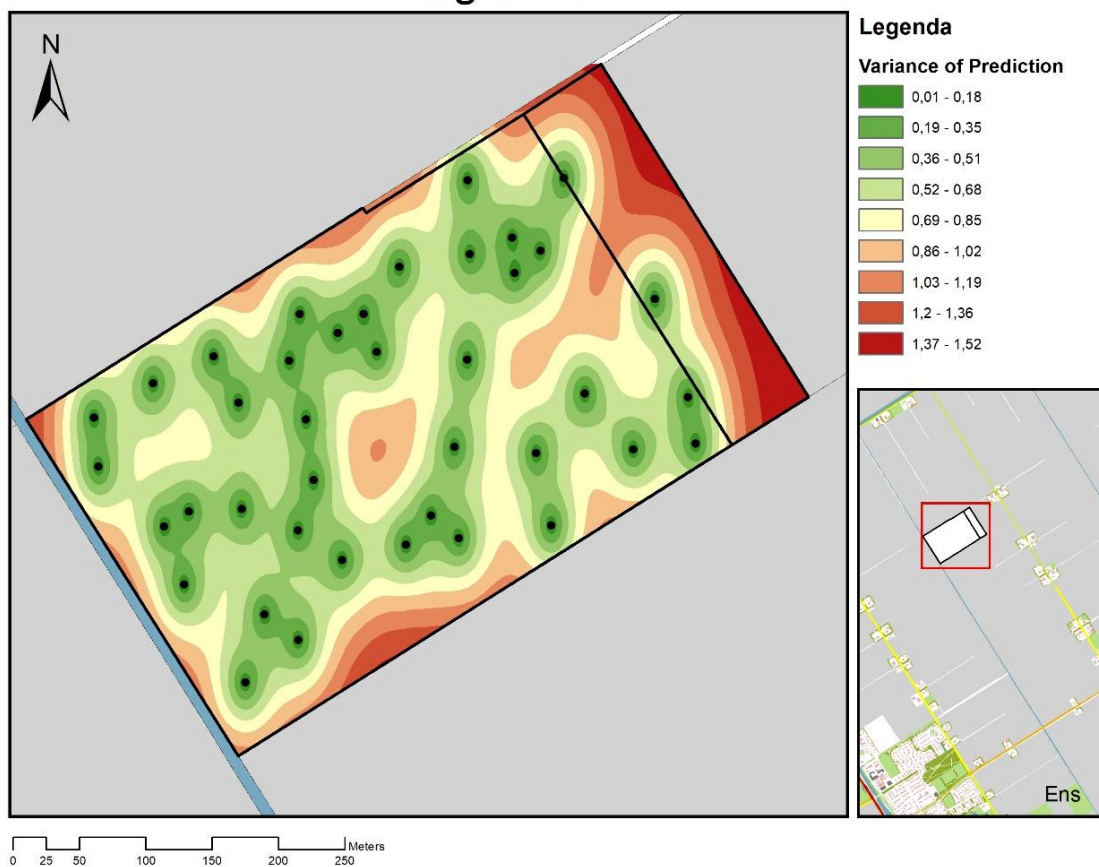 N
Legenda
Variance of Prediction
0,01 - 0,18
0,19 - 0,35
0,36 - 0,51
0,52 - 0,68
0,69 - 0,85
0,86 - 1,02
1,03 - 1,19
1,2 - 1,36
1,37 - 1,52
Ens
Meters
0 25 50 100 150 200 250